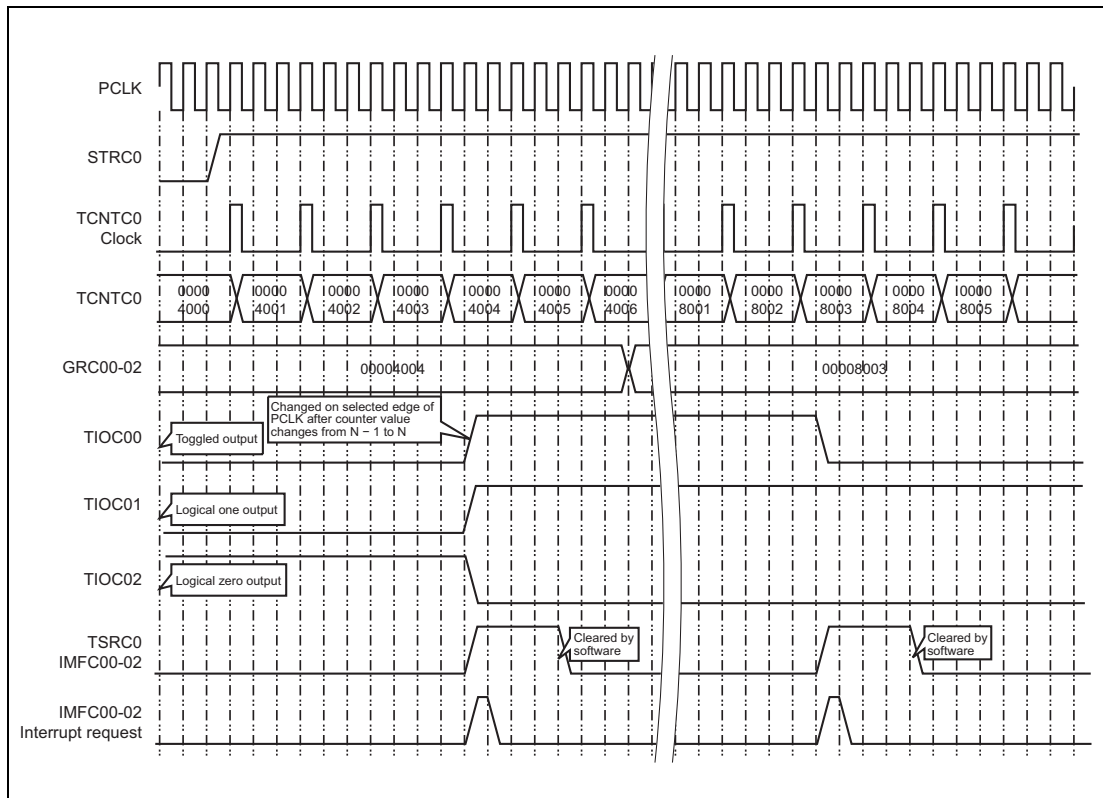 PCLK
STRC0
TCNTC0
Clock
TCNTC0
0000 0000 0000 0000 0000 0000 0000 0000 0000 0000 0000 0000
4000 4001 4002 4003 4004 4005 4006 8001 8002 8003 8004 8005
GRC00-02
00004004
00008003
Changed on selected edge of
PCLK after counter value
changes from N − 1 to N
TIOC00
Toggled output
TIOC01
Logical one output
TIOC02
Logical zero output
TSRC0
IMFC00-02
Cleared by
software
Cleared by
software
IMFC00-02
Interrupt request